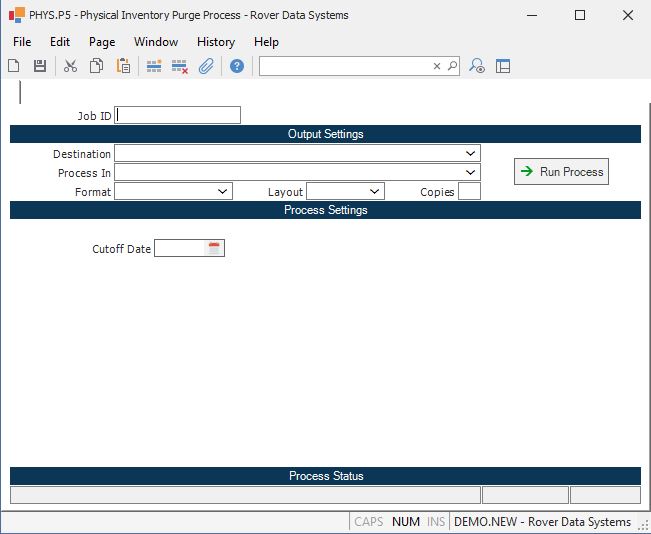 PHYS.P5 - Physical Inventory Purge Process - Rover Data Systems
File Edit Page Window History Help
Job ID
Output Settings
Destination
Process In
Run Process
Format Layout Copies
Process Settings
Cutoff Date
Process Status
CAPS NUM INS DEMO.NEW - Rover Data Systems